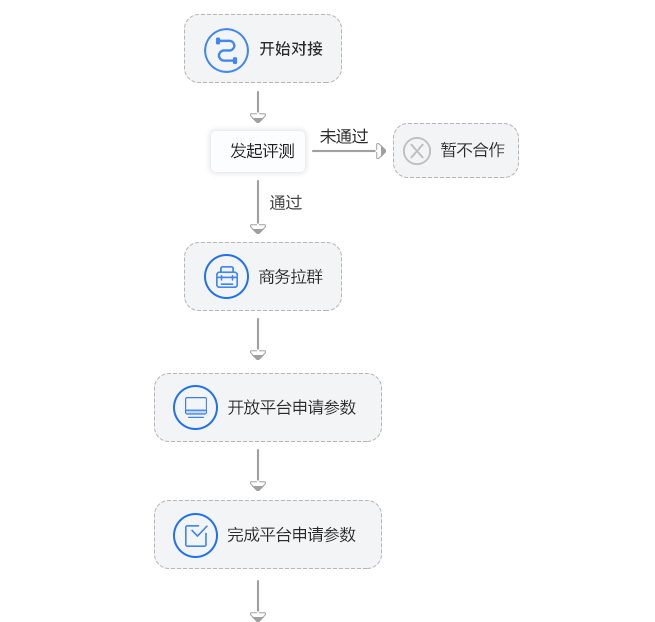 开始对接
发起评测
未通过
暂不合作
通过
商务拉群
开放平台申请参数
完成平台申请参数